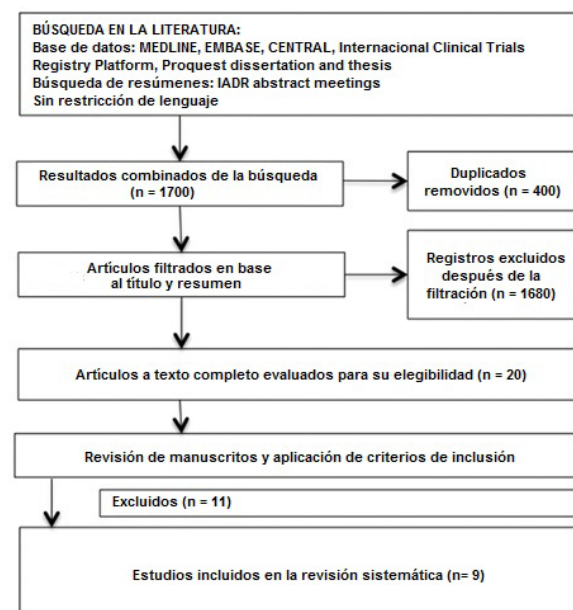 BÚSQUEDA EN LA LITERATURA:
Base de datos: MEDLINE, EMBASE, CENTRAL, Internacional Clinical Trials
Registry Platform, Proquest dissertation and thesis
Búsqueda de resúmenes: IADR abstract meetings
Sin restricción de lenguaje
Resultados combinados de la búsqueda
(n = 1700)
Duplicados
removidos (n = 400)
Artículos filtrados en base
al título y resumen
Registros excluidos
después de la
filtración (n = 1680)
Artículos a texto completo evaluados para su elegibilidad (n = 20)
Revisión de manuscritos y aplicación de criterios de inclusión
Excluidos (n = 11)
Estudios incluidos en la revisión sistemática (n= 9)